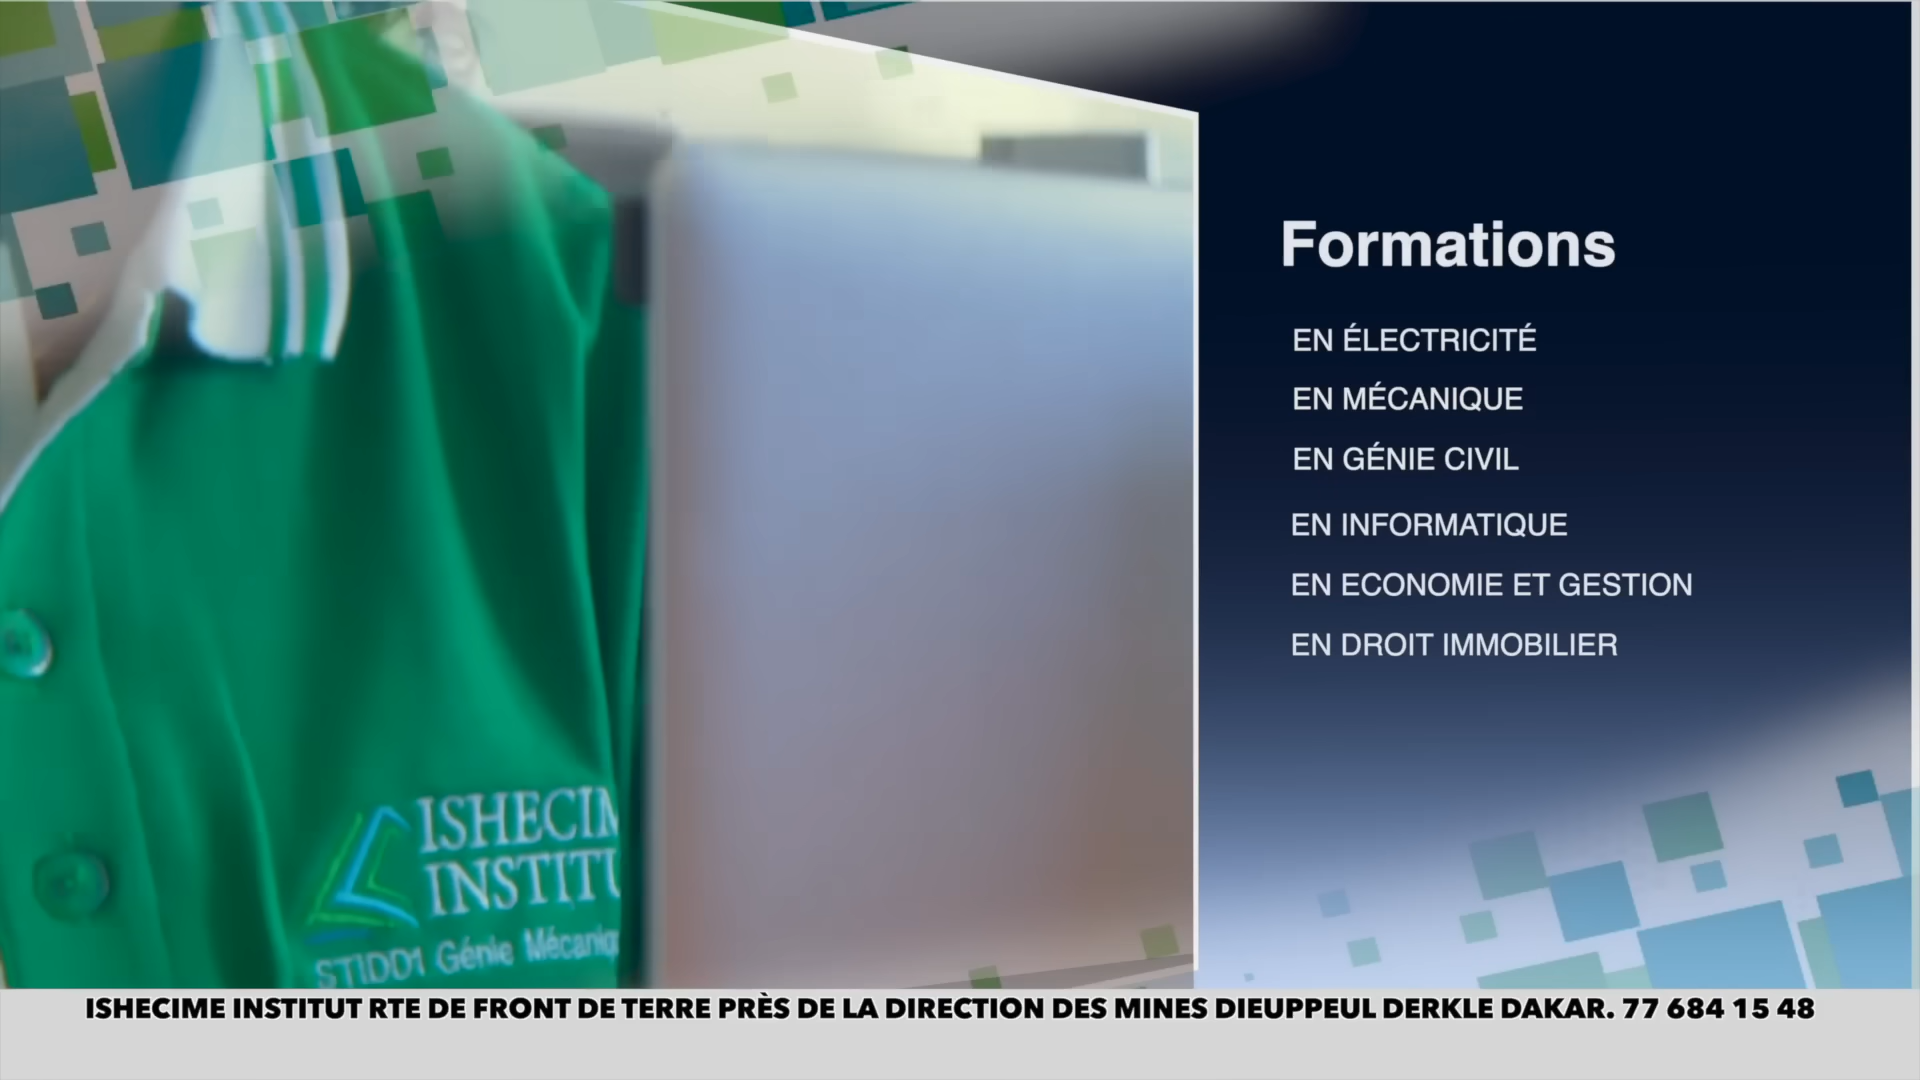 Formations
EN ÉLECTRICITÉ
EN MÉCANIQUE
EN GÉNIE CIVIL
EN INFORMATIQUE
EN ECONOMIE ET GESTION
EN DROIT IMMOBILIER
ISHECIM
INSTITU
STIDD1 Génie Mécaniq
ISHECIME INSTITUT RTE DE FRONT DE TERRE PRÈS DE LA DIRECTION DES MINES DIEUPPEUL DERKLE DAKAR. 77 684 15 48